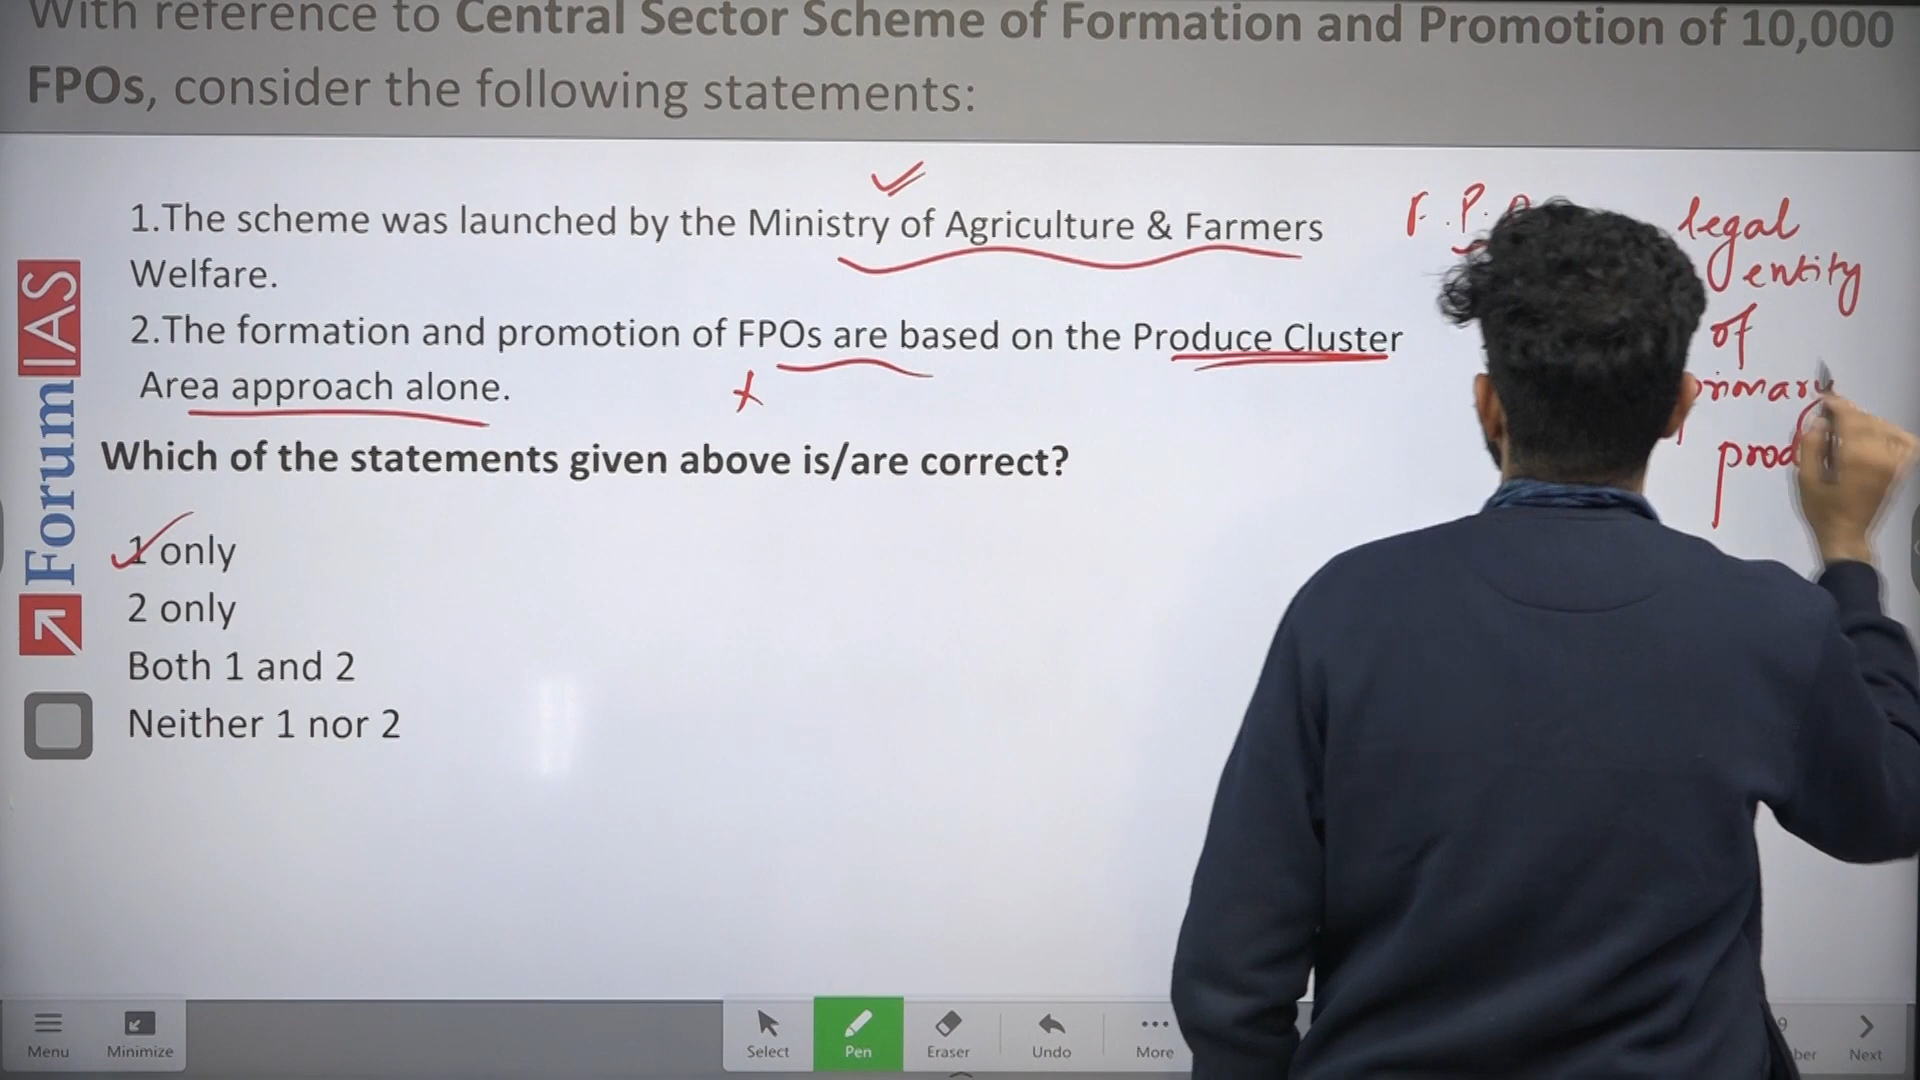 With reference to Central Sector Scheme of Formation and Promotion of 10,000
FPOs, consider the following statements:
1.The scheme was launched by the Ministry of Agriculture & Farmers
Welfare.
2.The formation and promotion of FPOs are based on the Produce Cluster
Area approach alone.
Which of the statements given above is/are correct?
1 only
2 only
Both 1 and 2
Neither 1 nor 2
F.P.
legal
entity
of
ForumIAS
Menu
Minimize
Select
Pen
Eraser
Undo
More
Next